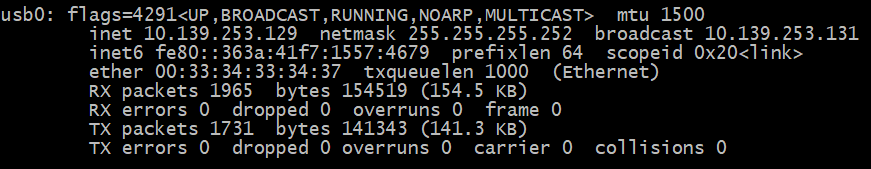 usb0: flags=4291<UP,BROADCAST,RUNNING,NOARP,MULTICAST>  mtu 1500
        inet 10.139.253.129  netmask 255.255.255.252  broadcast 10.139.253.131
        inet6 fe80::363a:41f7:1557:4679  prefixlen 64  scopeid 0x20<link>
        ether 00:33:34:33:34:37  txqueuelen 1000  (Ethernet)
        RX packets 1965  bytes 154519 (154.5 KB)
        RX errors 0  dropped 0  overruns 0  frame 0
        TX packets 1731  bytes 141343 (141.3 KB)
        TX errors 0  dropped 0 overruns 0  carrier 0  collisions 0